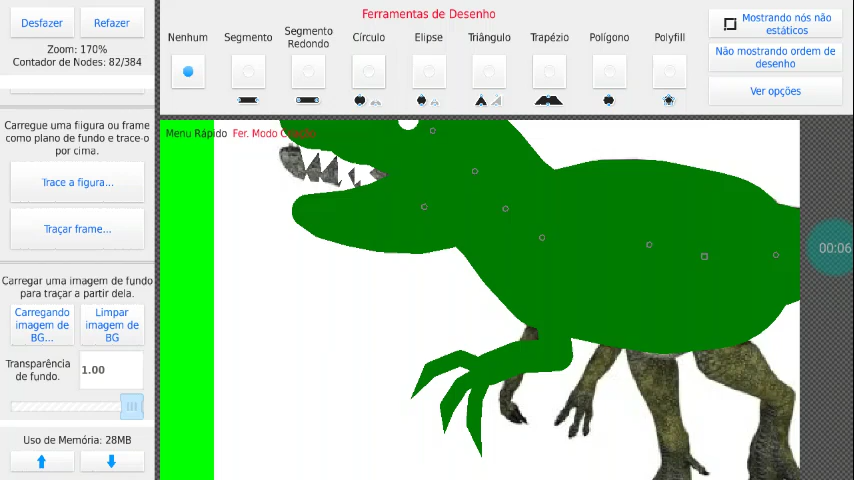 Desfazer
Refazer
Zoom: 170%
Contador de Nodes: 82/384
Carregue uma fiigura ou frame
como plano de fundo e trace-o
por cima.
Trace a figura...
Traçar frame...
Carregar uma imagem de fundo
para traçar a partir dela.
Carregando
imagem de
BG...
Limpar
imagem de
BG
Transparência
de fundo.
1.00
Uso de Memória: 28MB
Ferramentas de Desenho
Nenhum
Segmento
Segmento
Redondo
Círculo
Elipse
Triângulo
Trapézio
Polígono
Polyfill
Mostrando nós não
estáticos
Não mostrando ordem de
desenho
Ver opções
Menu Rápido Fer. Modo Criação
00:06